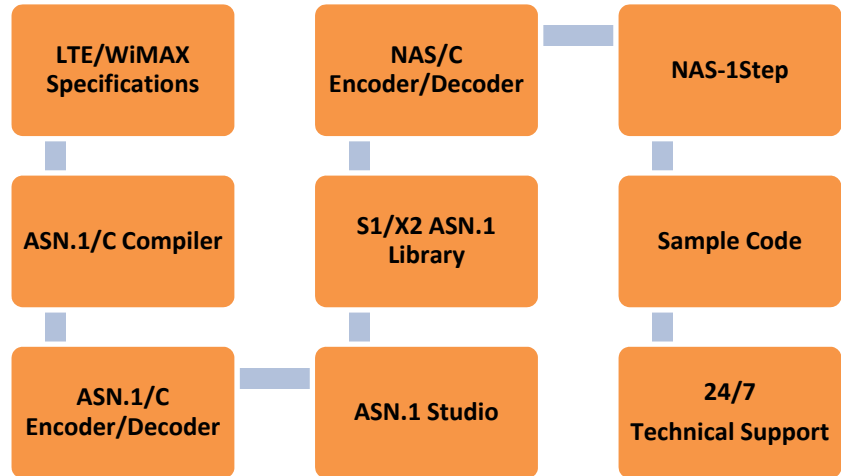 LTE/WiMAX
Specifications
ASN.1/C Compiler
ASN.1/C
Encoder/Decoder
ASN.1 Studio
S1/X2 ASN.1
Library
NAS/C
Encoder/Decoder
NAS-1Step
Sample Code
24/7
Technical Support